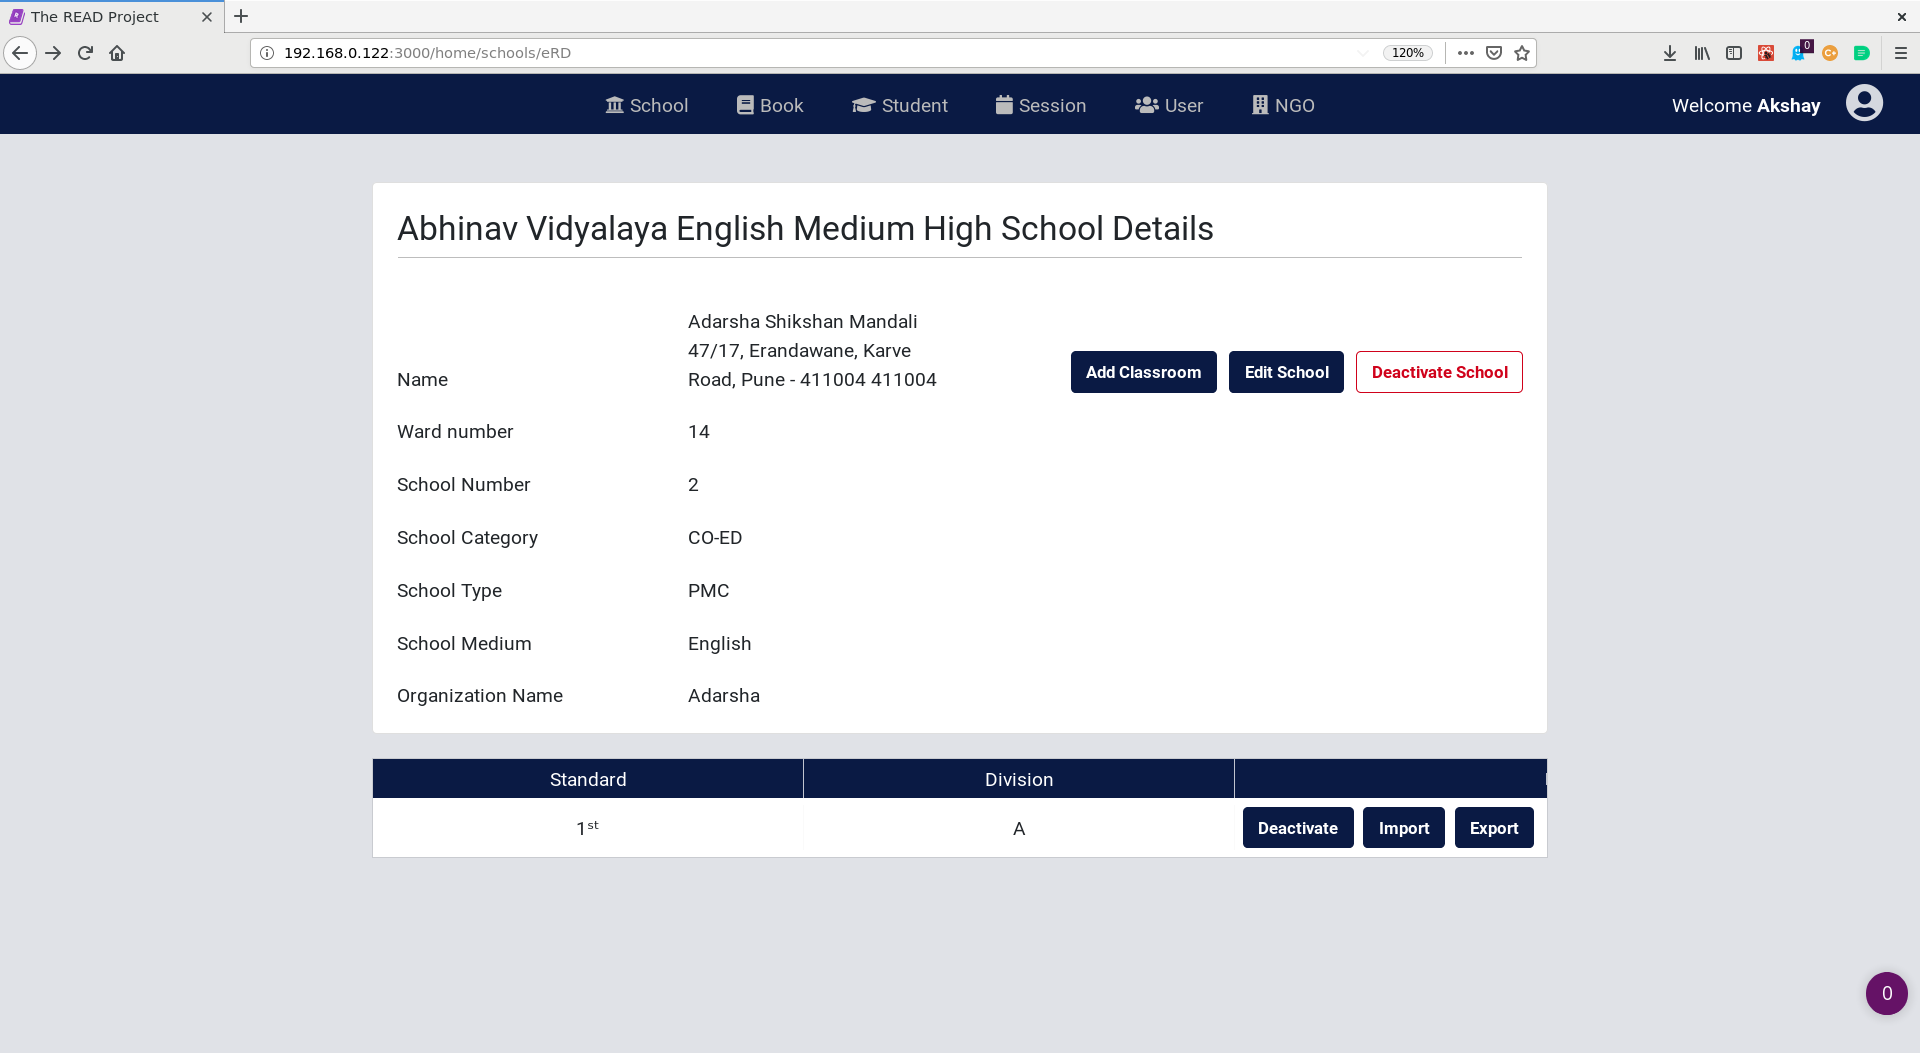 The READ Project
192.168.0.122:3000/home/schools/eRD
120%
0
School
Book
Student
Session
User
NGO
Welcome Akshay
Abhinav Vidyalaya English Medium High School Details
Name
Adarsha Shikshan Mandali
47/17, Erandawane, Karve
Road, Pune - 411004 411004
Add Classroom
Edit School
Deactivate School
Ward number
14
School Number
2
School Category
CO-ED
School Type
PMC
School Medium
English
Organization Name
Adarsha
Standard
Division
1st
A
Deactivate
Import
Export
0